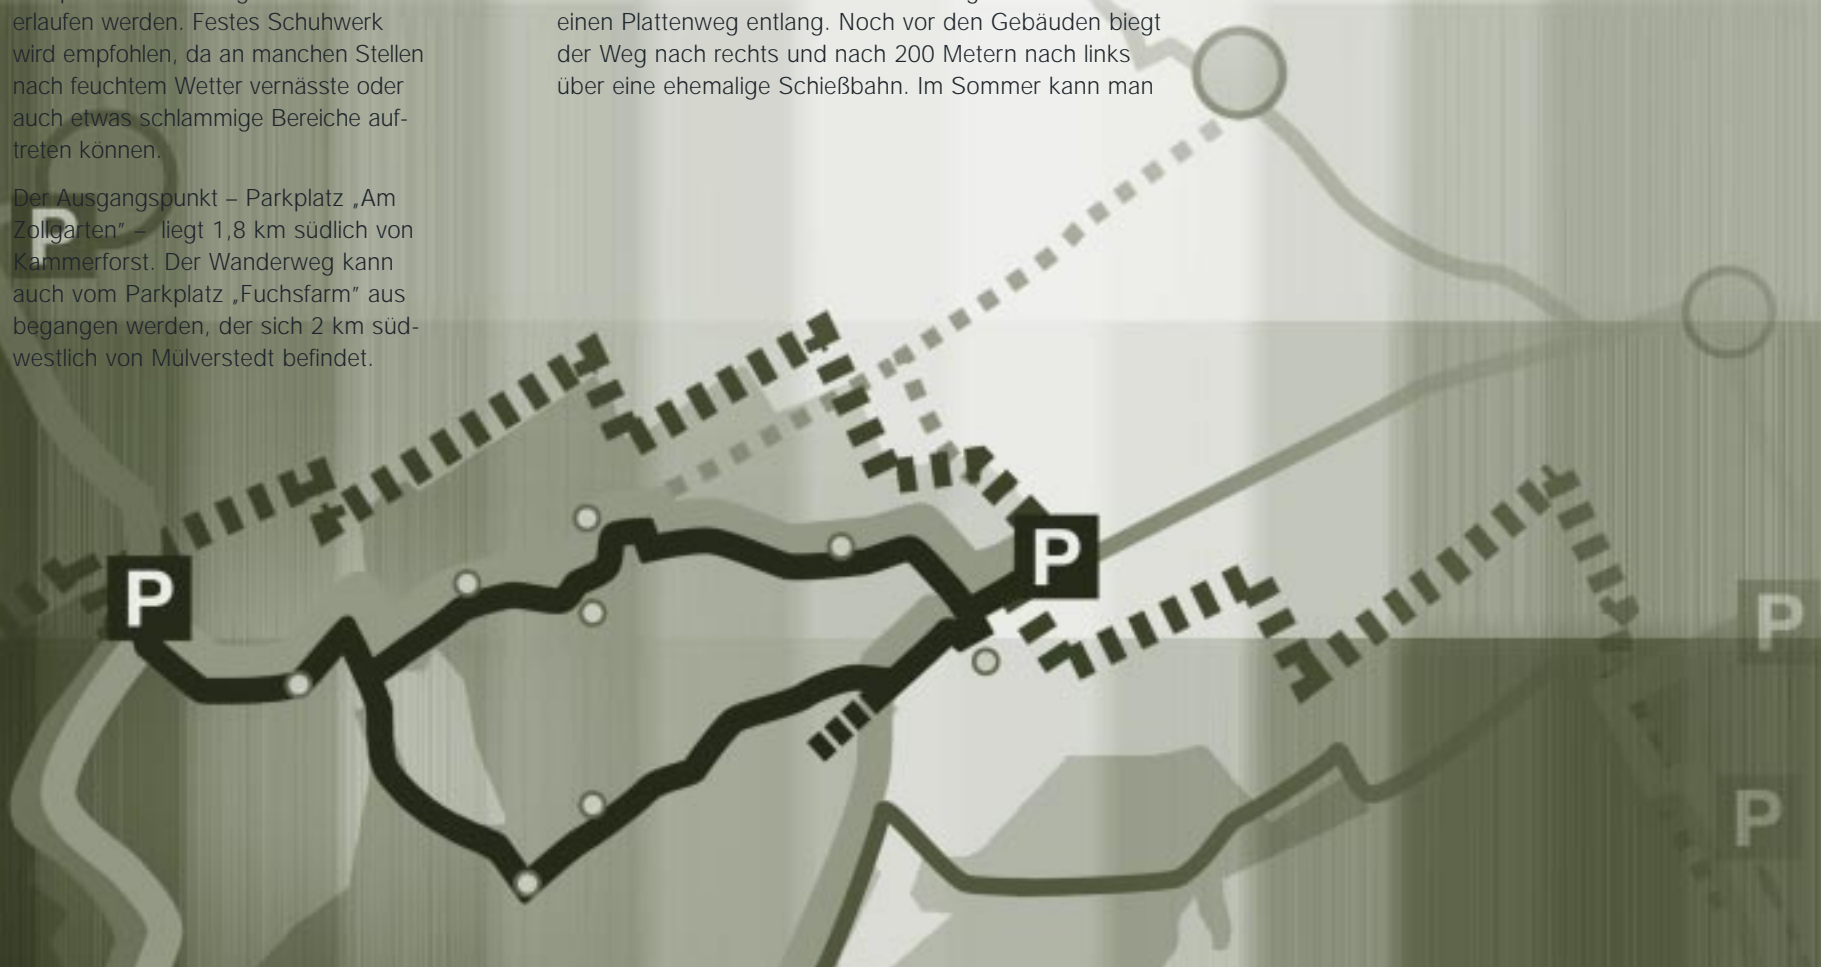 erlaufen werden. Festes Schuhwerk
wird empfohlen, da an manchen Stellen
nach feuchtem Wetter vernässte oder
auch etwas schlammige Bereiche auf-
treten können.
Der Ausgangspunkt – Parkplatz „Am
Zollgarten” – liegt 1,8 km südlich von
Kammerforst. Der Wanderweg kann
auch vom Parkplatz „Fuchsfarm” aus
begangen werden, der sich 2 km süd-
westlich von Mülverstedt befindet.
einen Plattenweg entlang. Noch vor den Gebäuden biegt
der Weg nach rechts und nach 200 Metern nach links
über eine ehemalige Schießbahn. Im Sommer kann man
P
P
P
P
P